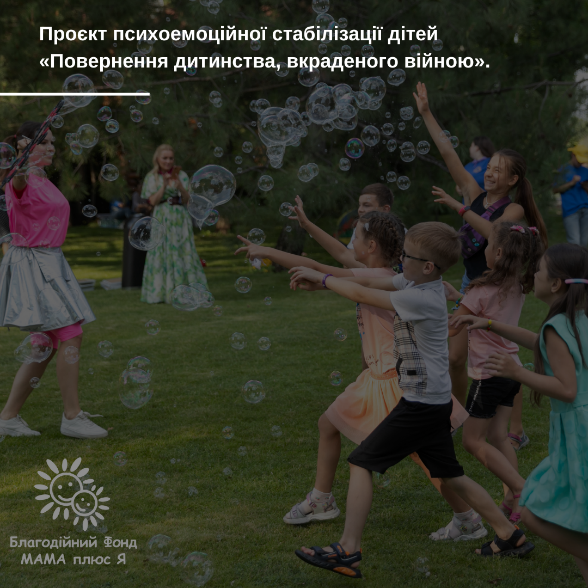 Проєкт психоемоційної стабілізації дітей
«Повернення дитинства, вкраденого війною».
Благодійний Фонд
МАМА плюс Я